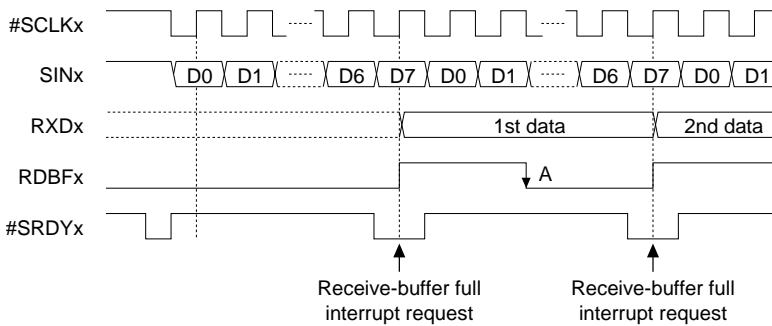 #SCLKx
SINx D0 D1 D6 D7 D0 D1 D6 D7 D0 D1
RXDx 1st data 2nd data
RDBFx A
#SRDYx
Receive-buffer full Receive-buffer full
interrupt request interrupt request